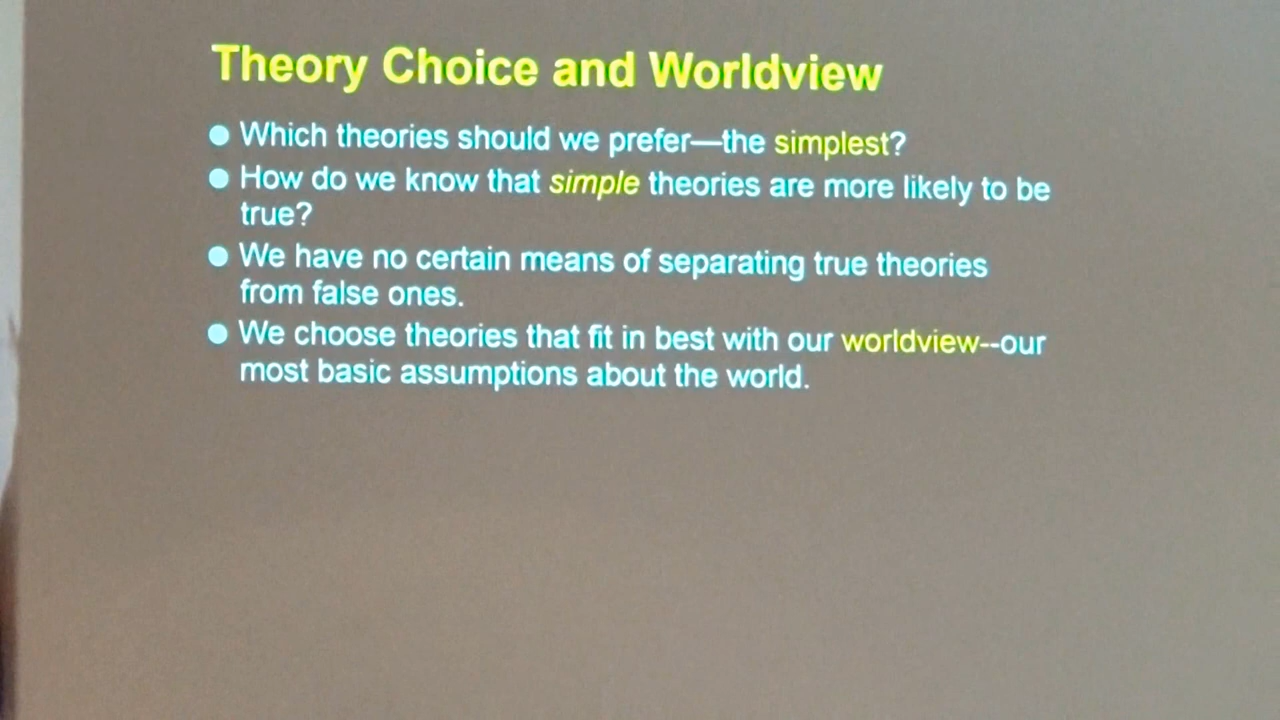 Theory Choice and Worldview
● Which theories should we prefer—the simplest?
● How do we know that simple theories are more likely to be
true?
● We have no certain means of separating true theories
from false ones.
● We choose theories that fit in best with our worldview--our
most basic assumptions about the world.